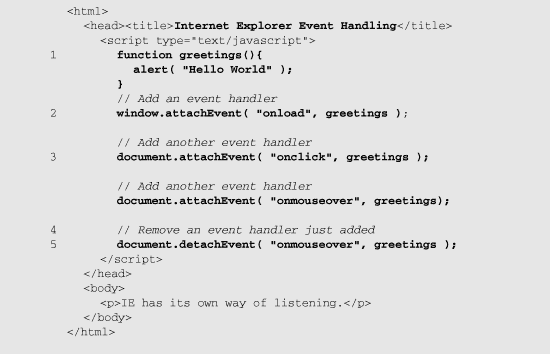 <html>
<head><title>Internet Explorer Event Handling</title>
<script type="text/javascript">
1 function greetings(){
alert( "Hello World" );
}
// Add an event handler
2 window.attachEvent( "onload", greetings );
// Add another event handler
3 document.attachEvent( "onclick", greetings );
// Add another event handler
document.attachEvent( "onmouseover", greetings);
4 // Remove an event handler just added
5 document.detachEvent( "onmouseover", greetings );
</script>
</head>
<body>
<p>IE has its own way of listening.</p>
</body>
</html>